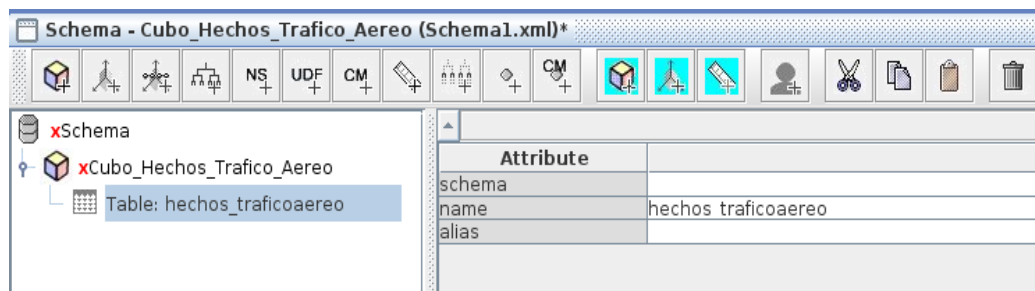 Schema - Cubo_Hechos_Trafico_Aereo (Schema1.xml)*
NS UDF CM CM
xSchema
xCubo_Hechos_Trafico_Aereo
Table: hechos_traficoaereo
Attribute
schema
name hechos_traficoaereo
alias